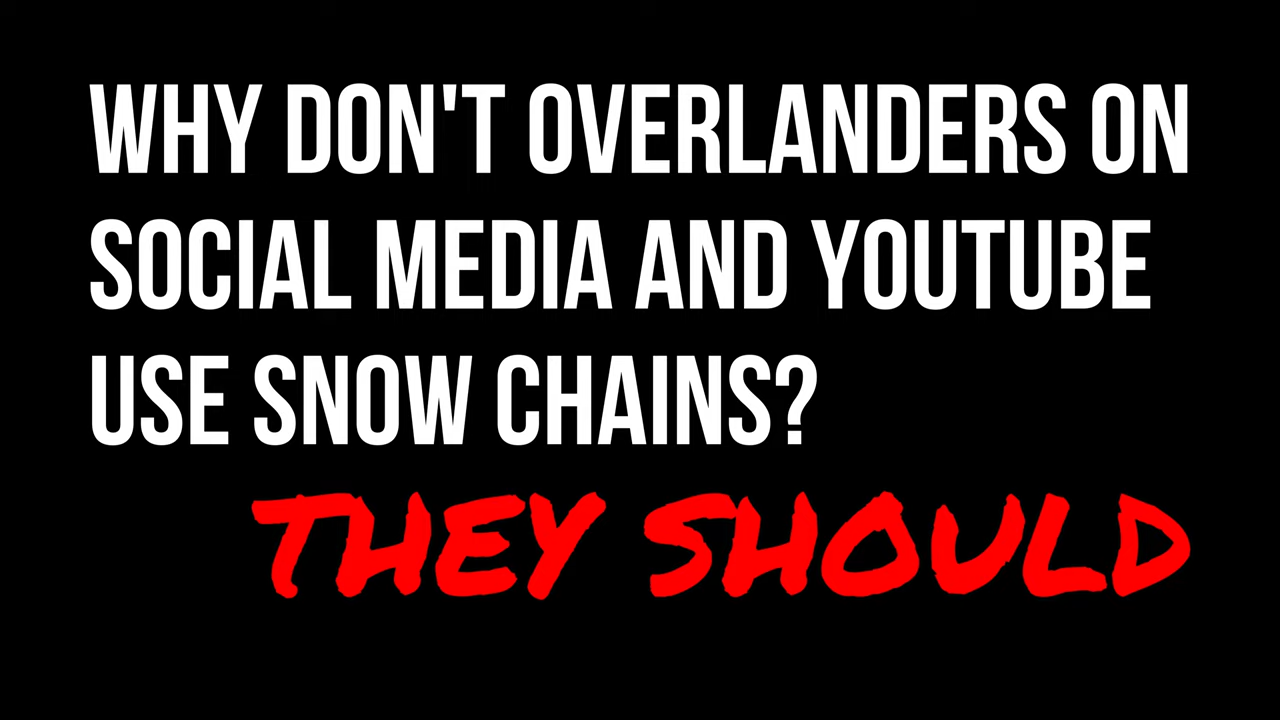 WHY DON'T OVERLANDERS ON
SOCIAL MEDIA AND YOUTUBE
USE SNOW CHAINS?
THEY SHOULD